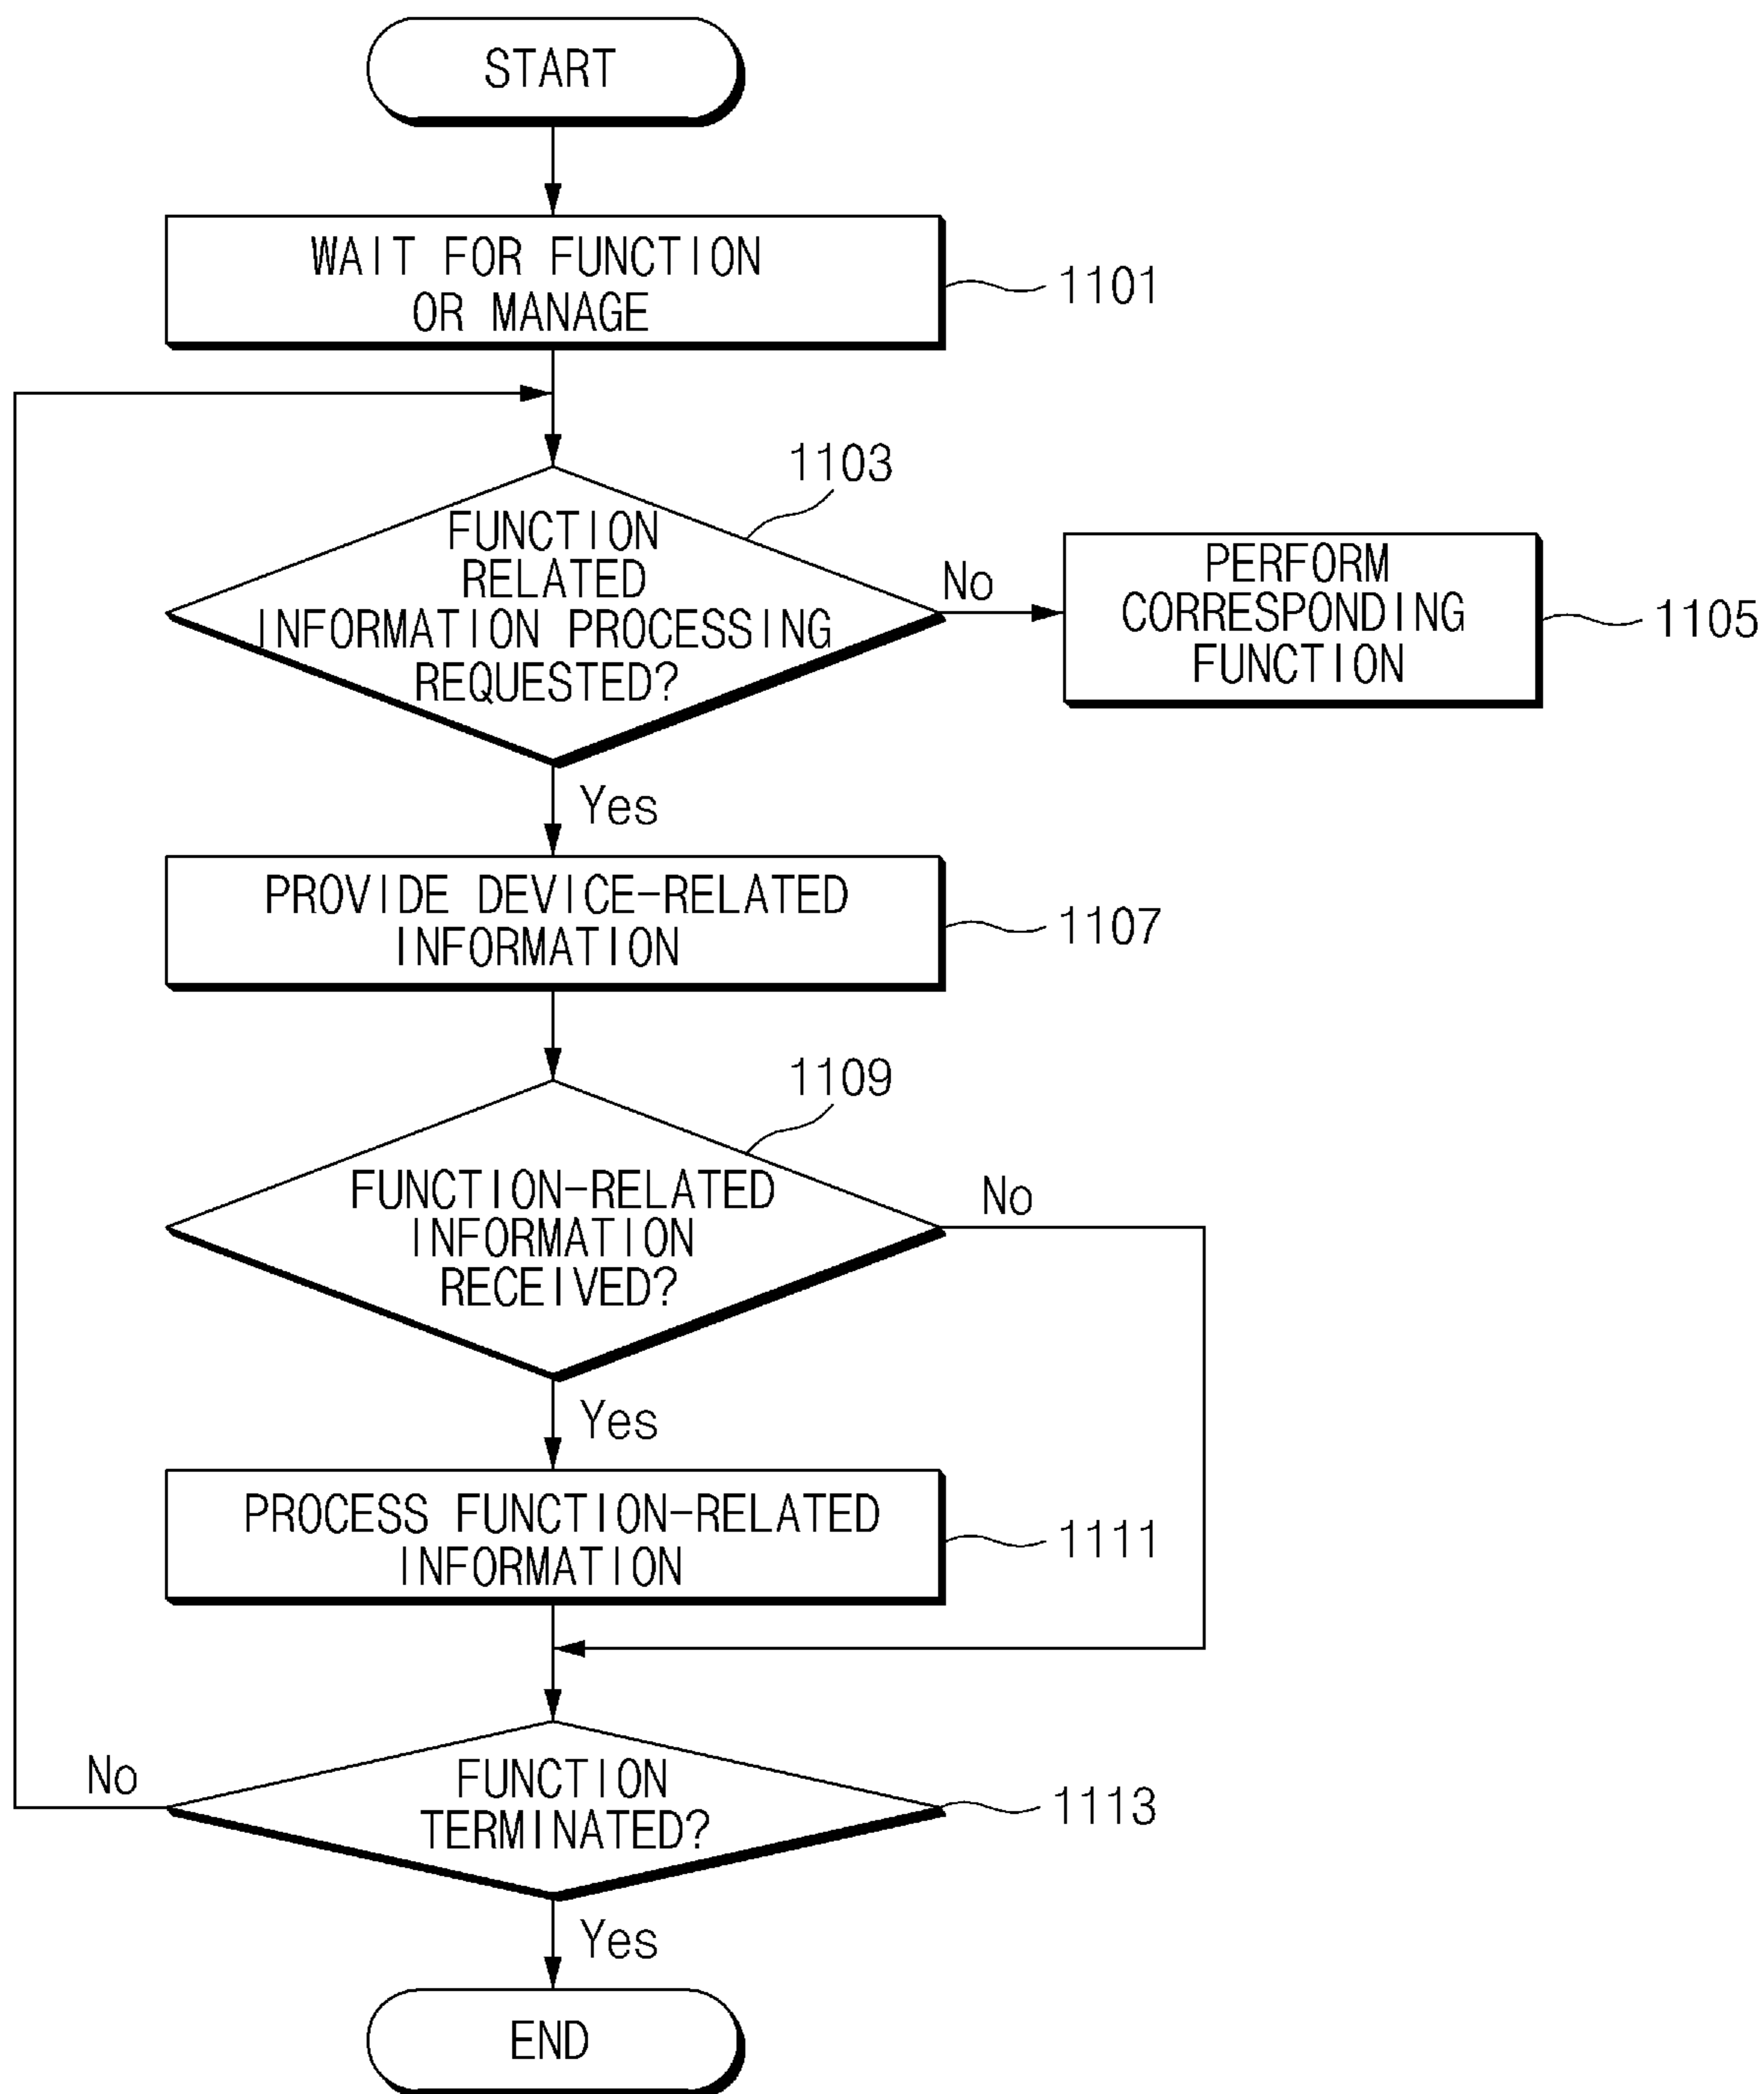 START
WAIT FOR FUNCTION
OR MANAGE
1101
1103
FUNCTION
RELATED
INFORMATION PROCESSING
REQUESTED?
No
PERFORM
CORRESPONDING
FUNCTION
1105
Yes
PROVIDE DEVICE-RELATED
INFORMATION
1107
1109
FUNCTION-RELATED
INFORMATION
RECEIVED?
No
Yes
PROCESS FUNCTION-RELATED
INFORMATION
1111
No
FUNCTION
TERMINATED?
1113
Yes
END